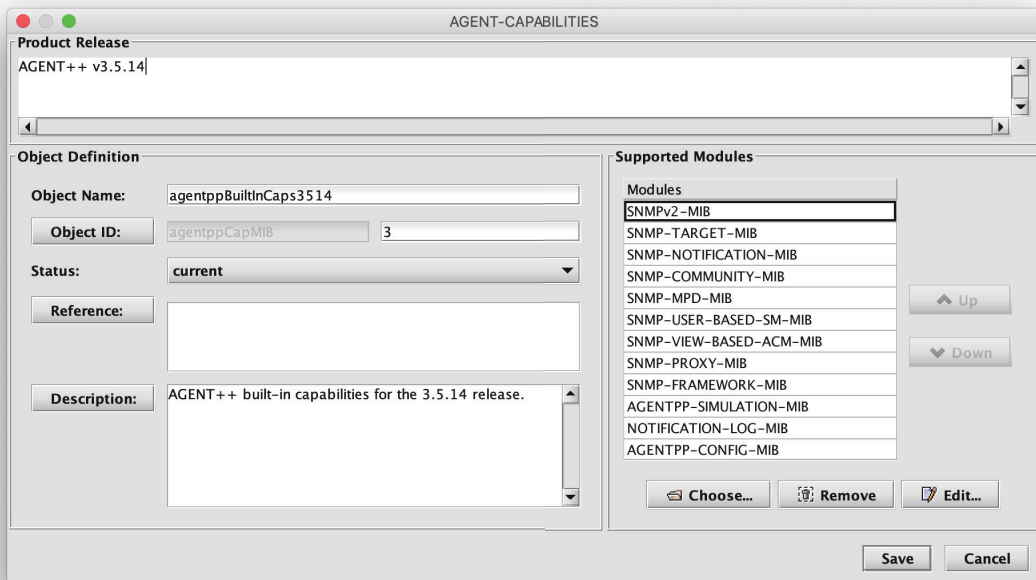 AGENT-CAPABILITIES
Product Release
AGENT++ v3.5.14
Object Definition
Object Name:
agentppBuiltInCaps3514
Object ID:
agentppCapMIB
3
Status:
current
Reference:
Description:
AGENT++ built-in capabilities for the 3.5.14 release.
Supported Modules
Modules
SNMPv2-MIB
SNMP-TARGET-MIB
SNMP-NOTIFICATION-MIB
SNMP-COMMUNITY-MIB
SNMP-MPD-MIB
SNMP-USER-BASED-SM-MIB
SNMP-VIEW-BASED-ACM-MIB
SNMP-PROXY-MIB
SNMP-FRAMEWORK-MIB
AGENTPP-SIMULATION-MIB
NOTIFICATION-LOG-MIB
AGENTPP-CONFIG-MIB
Up
Down
Choose...
Remove
Edit...
Save
Cancel